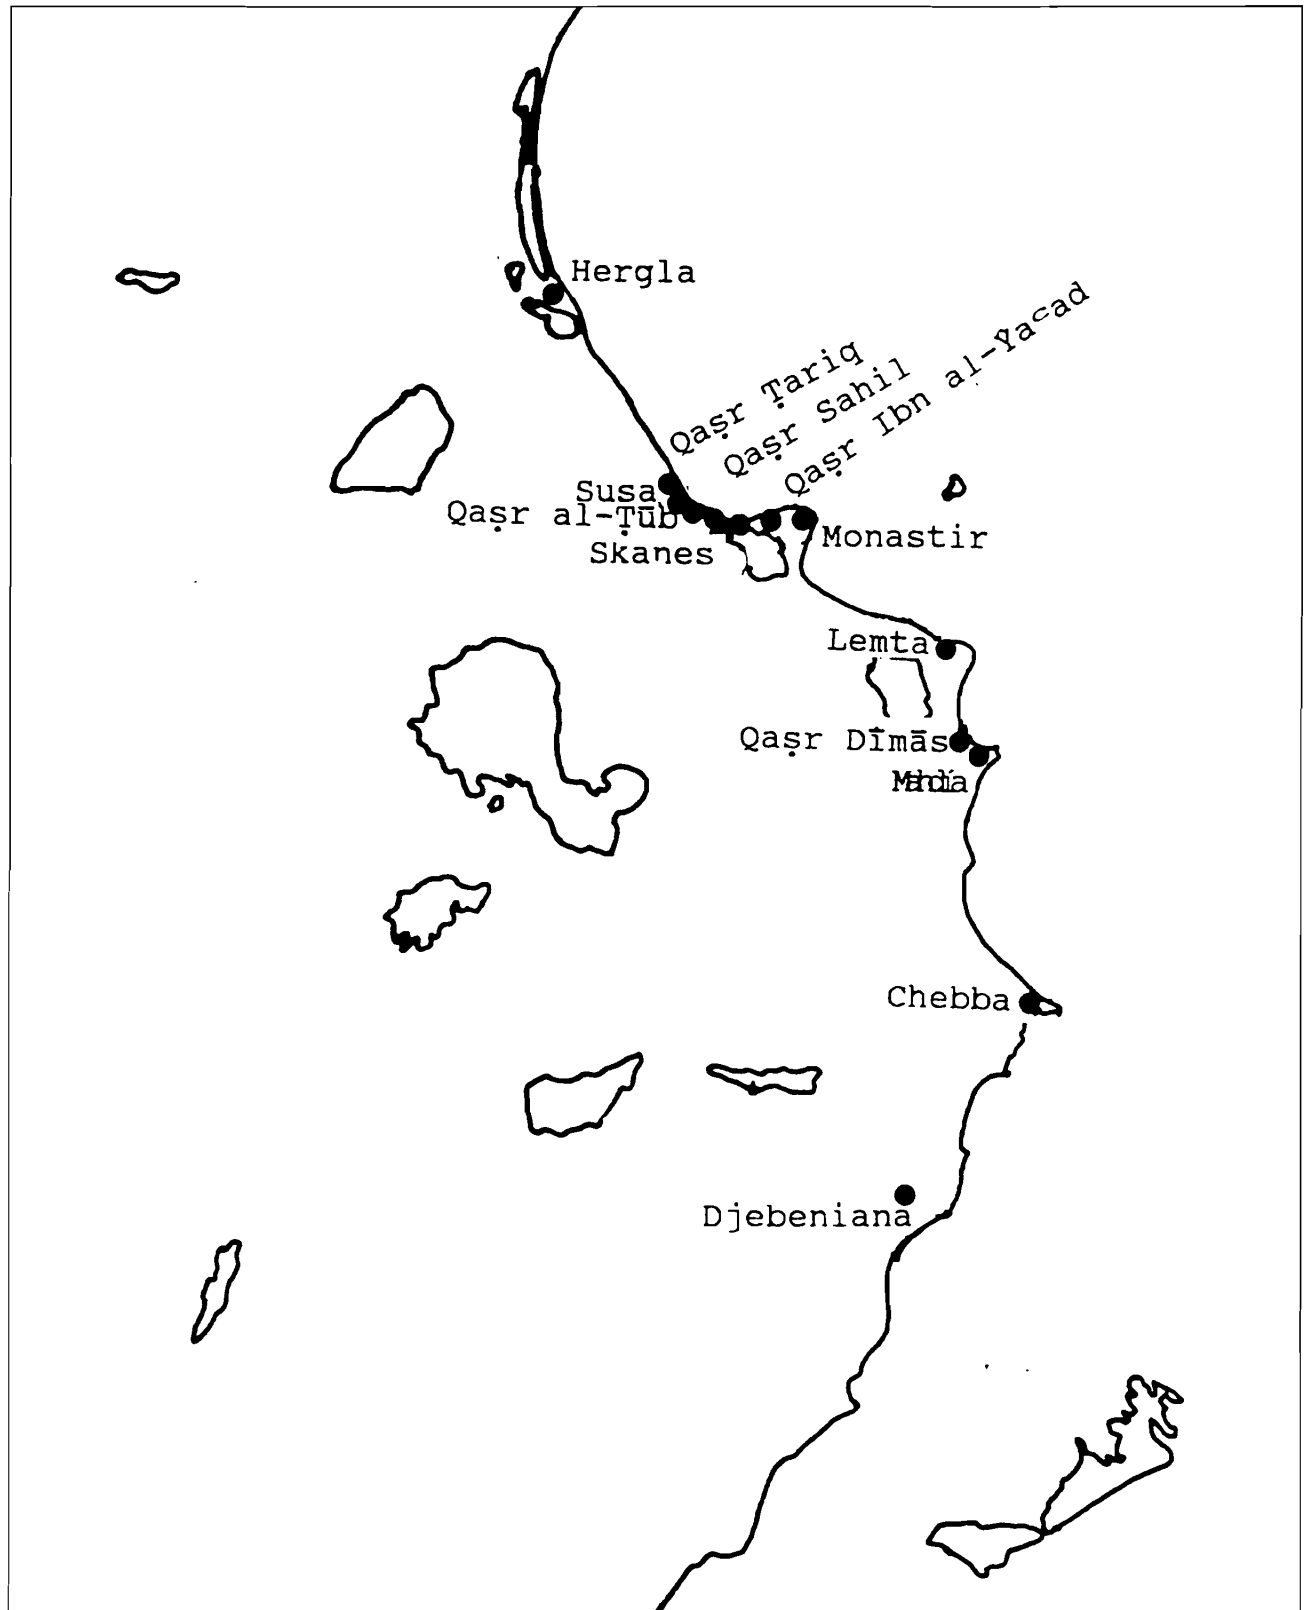 Hergla
Qaṣr Ṭariq
Qaṣr Sahil
Qaṣr Ibn al-Yaᶜad
Susa
Qaṣr al-Ṭūb
Skanes
Monastir
Lemta
Qaṣr Dīmās
Chebba
Djebeniana